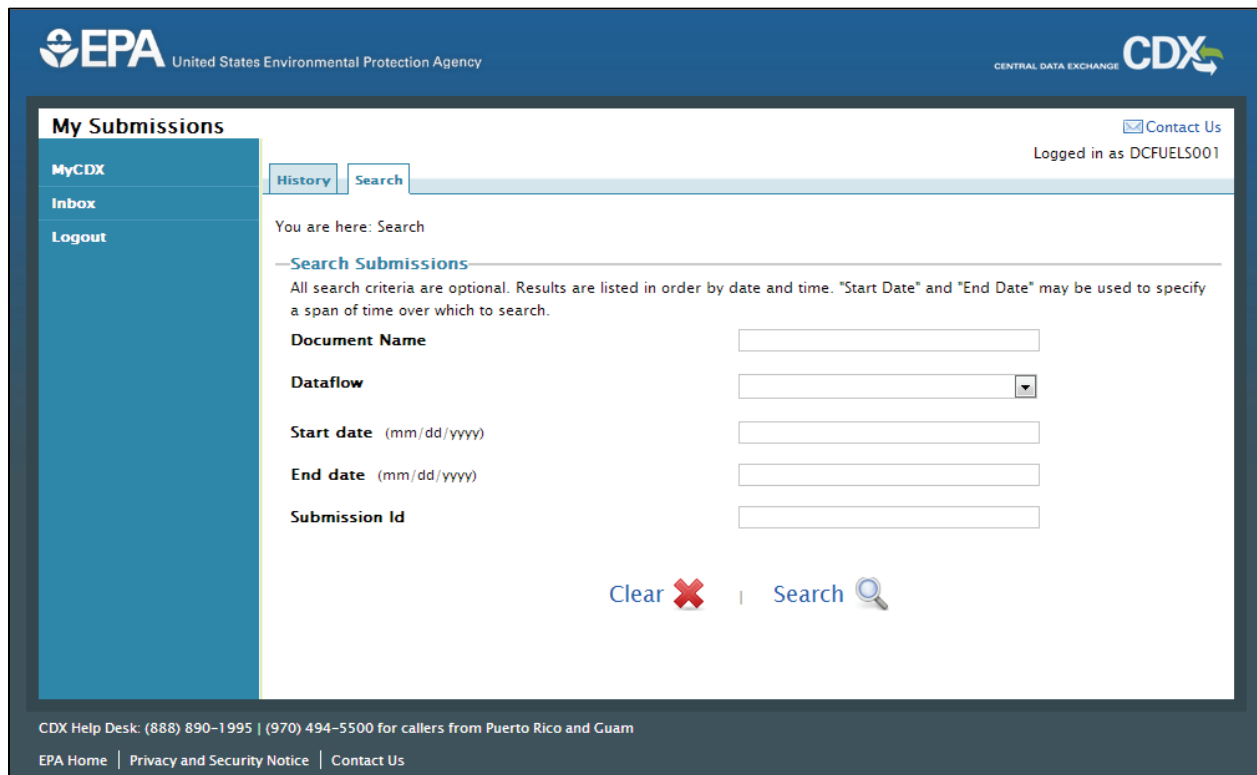 EPA United States Environmental Protection Agency
CENTRAL DATA EXCHANGE CDX
My Submissions
Contact Us
Logged in as DCFUELS001
MyCDX
Inbox
Logout
History Search
You are here: Search
Search Submissions
All search criteria are optional. Results are listed in order by date and time. "Start Date" and "End Date" may be used to specify
a span of time over which to search.
Document Name
Dataflow
Start date (mm/dd/yyyy)
End date (mm/dd/yyyy)
Submission Id
Clear | Search
CDX Help Desk: (888) 890-1995 | (970) 494-5500 for callers from Puerto Rico and Guam
EPA Home | Privacy and Security Notice | Contact Us